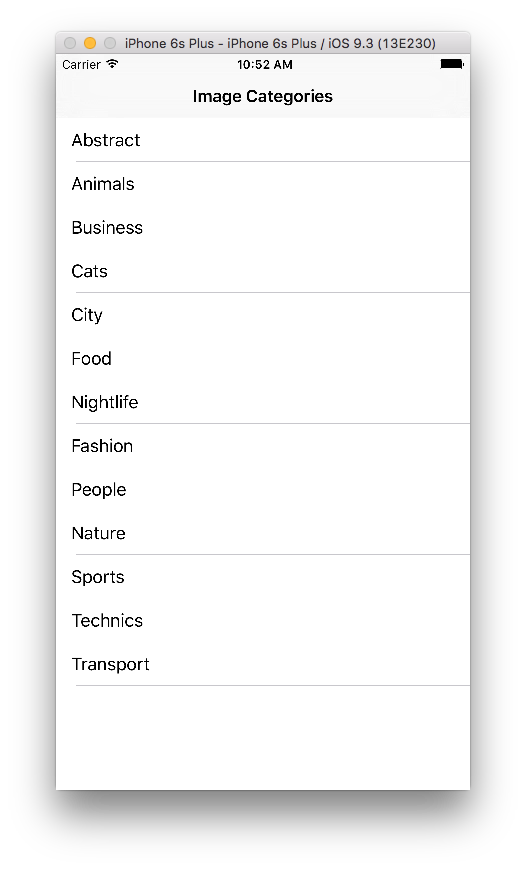 iPhone 6s Plus - iPhone 6s Plus / iOS 9.3 (13E230)
Carrier 10:52 AM
Image Categories
Abstract
Animals
Business
Cats
City
Food
Nightlife
Fashion
People
Nature
Sports
Technics
Transport